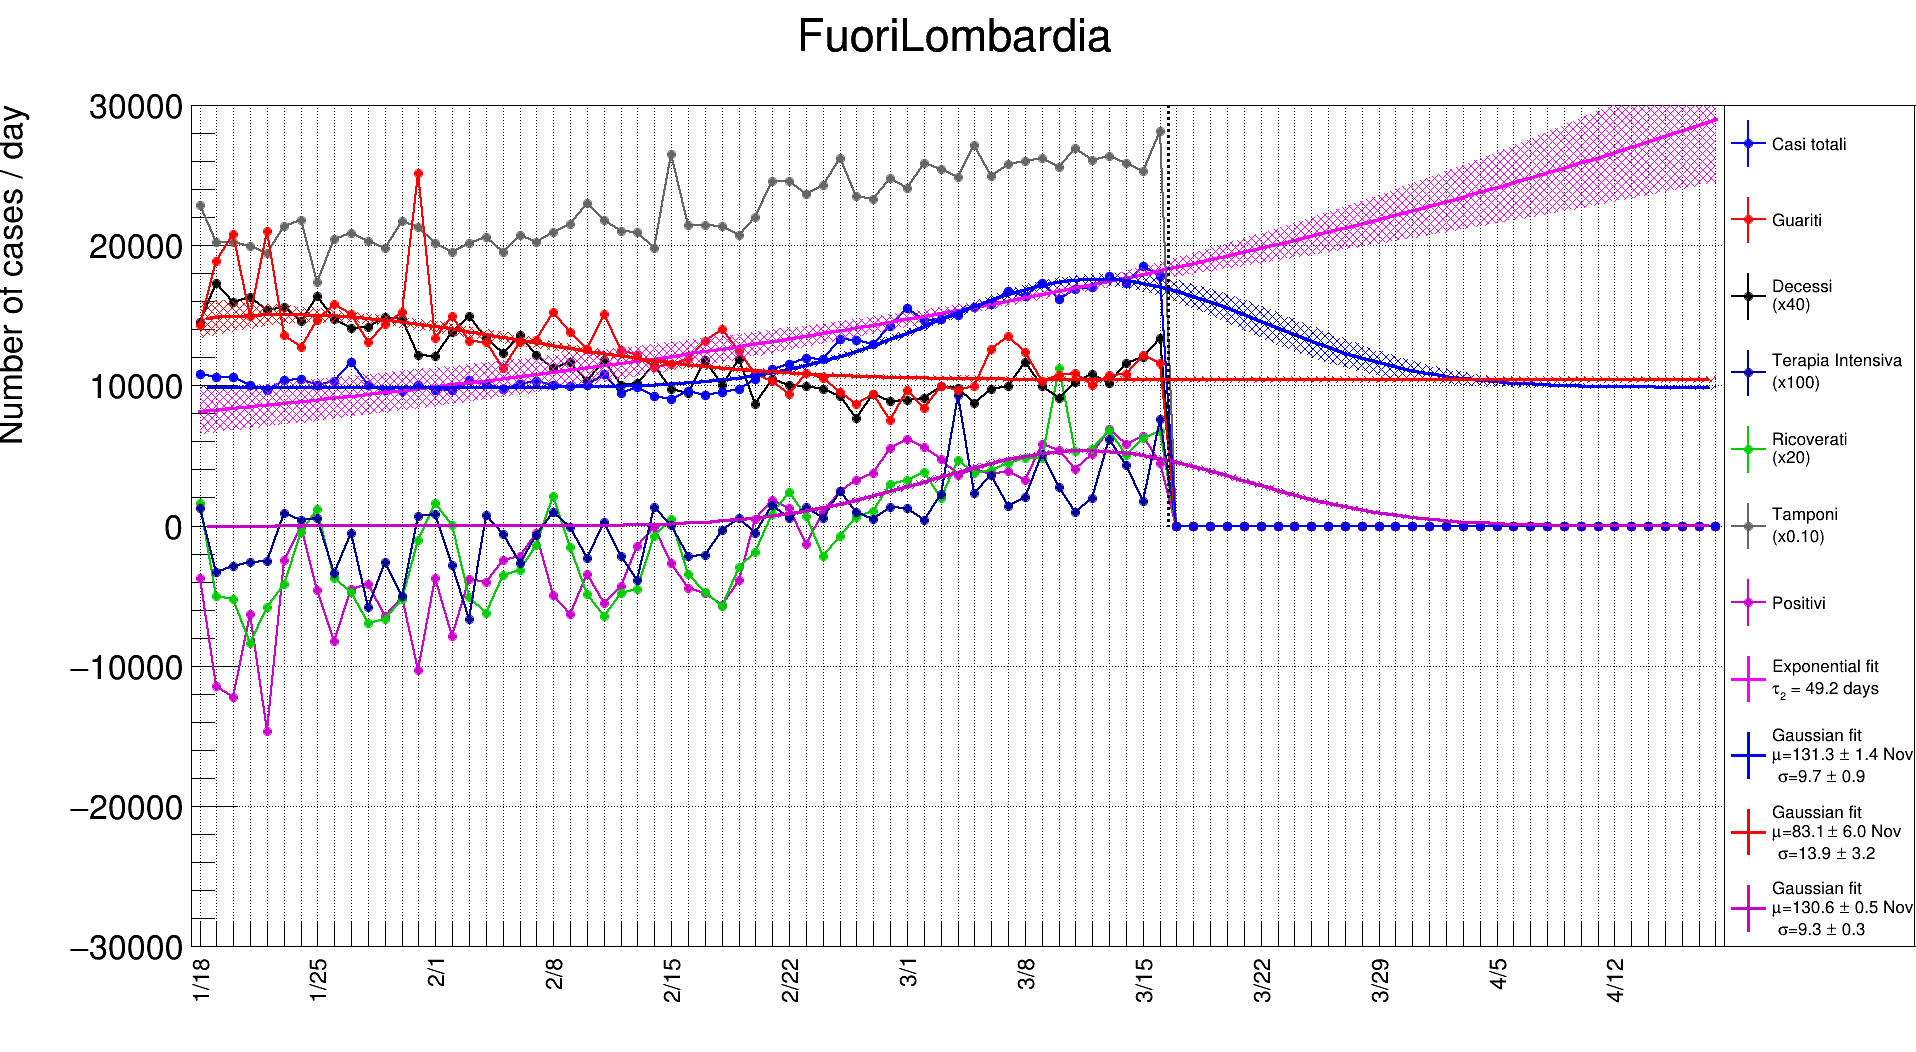 FuoriLombardia
Number of cases / day
30000
20000
10000
0
−10000
−20000
−30000
1/18
1/25
2/1
2/8
2/15
2/22
3/1
3/8
3/15
3/22
3/29
4/5
4/12
Casi totali
Guariti
Decessi
(x40)
Terapia Intensiva
(x100)
Ricoverati
(x20)
Tamponi
(x0.10)
Positivi
Exponential fit
τ2 = 49.2 days
Gaussian fit
μ=131.3 ± 1.4 Nov
σ=9.7 ± 0.9
Gaussian fit
μ=83.1 ± 6.0 Nov
σ=13.9 ± 3.2
Gaussian fit
μ=130.6 ± 0.5 Nov
σ=9.3 ± 0.3